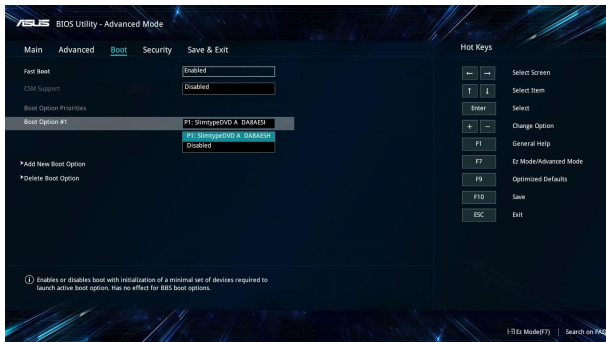 ASUS BIOS Utility - Advanced Mode
Main Advanced Boot Security Save & Exit
Hot Keys
Fast Boot Enabled
CSM Support Disabled
Boot Option Priorities
Boot Option #1 P1: SlimtypeDVD A DA8AESI
P1: SlimtypeDVD A DA8AESH
Disabled
Add New Boot Option
Delete Boot Option
← → Select Screen
↑ ↓ Select Item
Enter Select
+ − Change Option
F1 General Help
F7 Ez Mode/Advanced Mode
F9 Optimized Defaults
F10 Save
ESC Exit
Enables or disables boot with initialization of a minimal set of devices required to
launch active boot option. Has no effect for BBS boot options.
Ez Mode(F7) | Search on FAQ